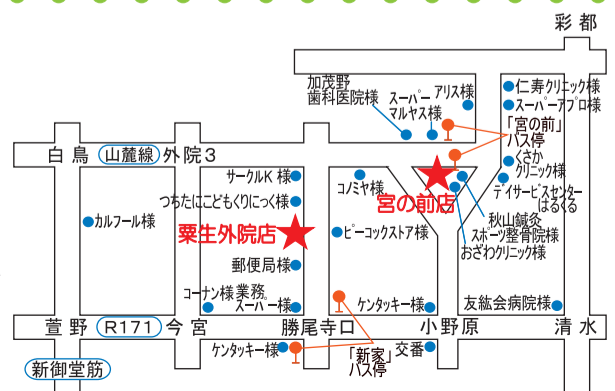 彩都
加茂野
歯科医院様
スーパー
マルヤス様
アリス様
仁寿クリニック様
スーパーアプロ様
「宮の前」
バス停
白鳥 山麓線 外院3
くさか
クリニック様
サークルK様
コノミヤ様
デイサービスセンター
はるくる
つちたにこどもくりにっく様
宮の前店
秋山鍼灸
スポーツ整骨院様
カルフール様
粟生外院店
ピーコックストア様
おざわクリニック様
郵便局様
コーナン様
業務
スーパー様
ケンタッキー様
友紘会病院様
萱野 R171 今宮 勝尾寺口 小野原 清水
ケンタッキー様
「新家」
バス停
交番
新御堂筋